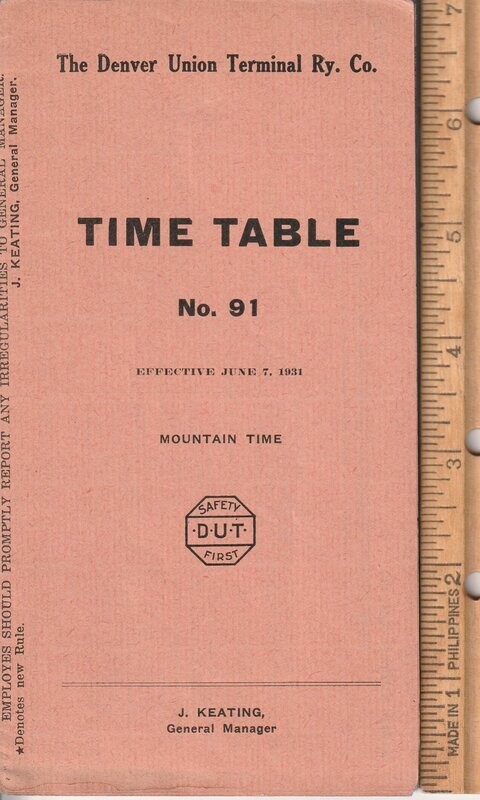 The Denver Union Terminal Ry. Co.
TIME TABLE
No. 91
EFFECTIVE JUNE 7, 1931
MOUNTAIN TIME
SAFETY
·D·U·T·
FIRST
J. KEATING,
General Manager
EMPLOYES SHOULD PROMPTLY REPORT ANY IRREGULARITIES TO GENERAL MANAGER.
J. KEATING, General Manager.
★Denotes new Rule.
7
6
5
4
3
2
1
MADE IN PHILIPPINES